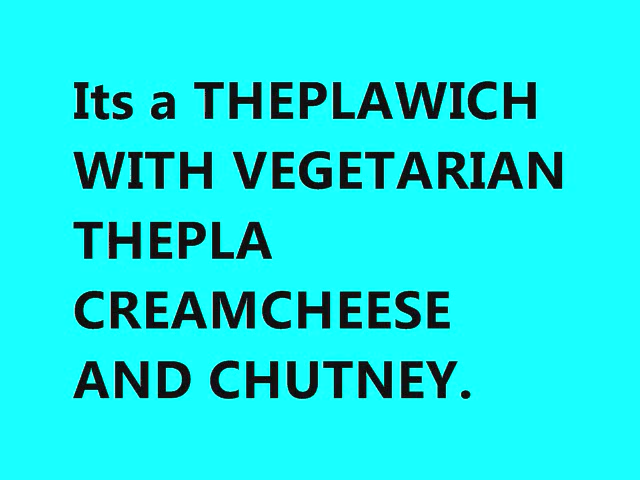 Its a THEPLAWICH
WITH VEGETARIAN
THEPLA
CREAMCHEESE
AND CHUTNEY.